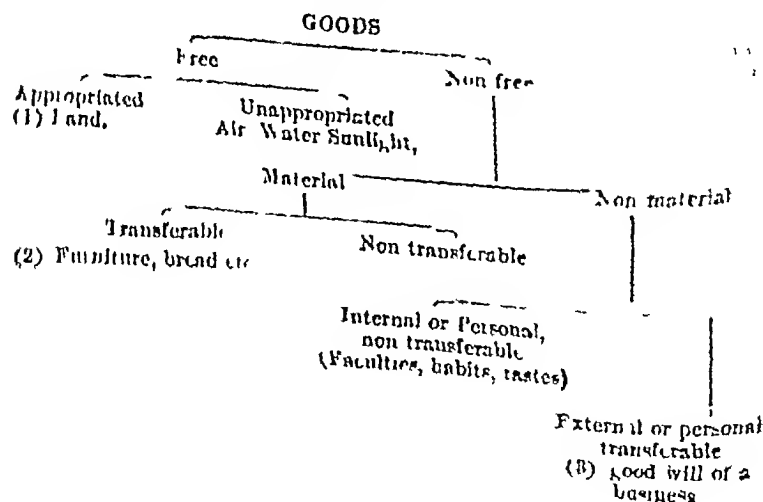 GOODS
Free
Non free
Appropriated
(1) Land.
Unappropriated
Air Water Sunlight,
Material
Non material
Transferable
(2) Furniture, bread etc
Non transferable
Internal or Personal,
non transferable
(Faculties, habits, tastes)
External or personal
transferable
(3) good will of a
business